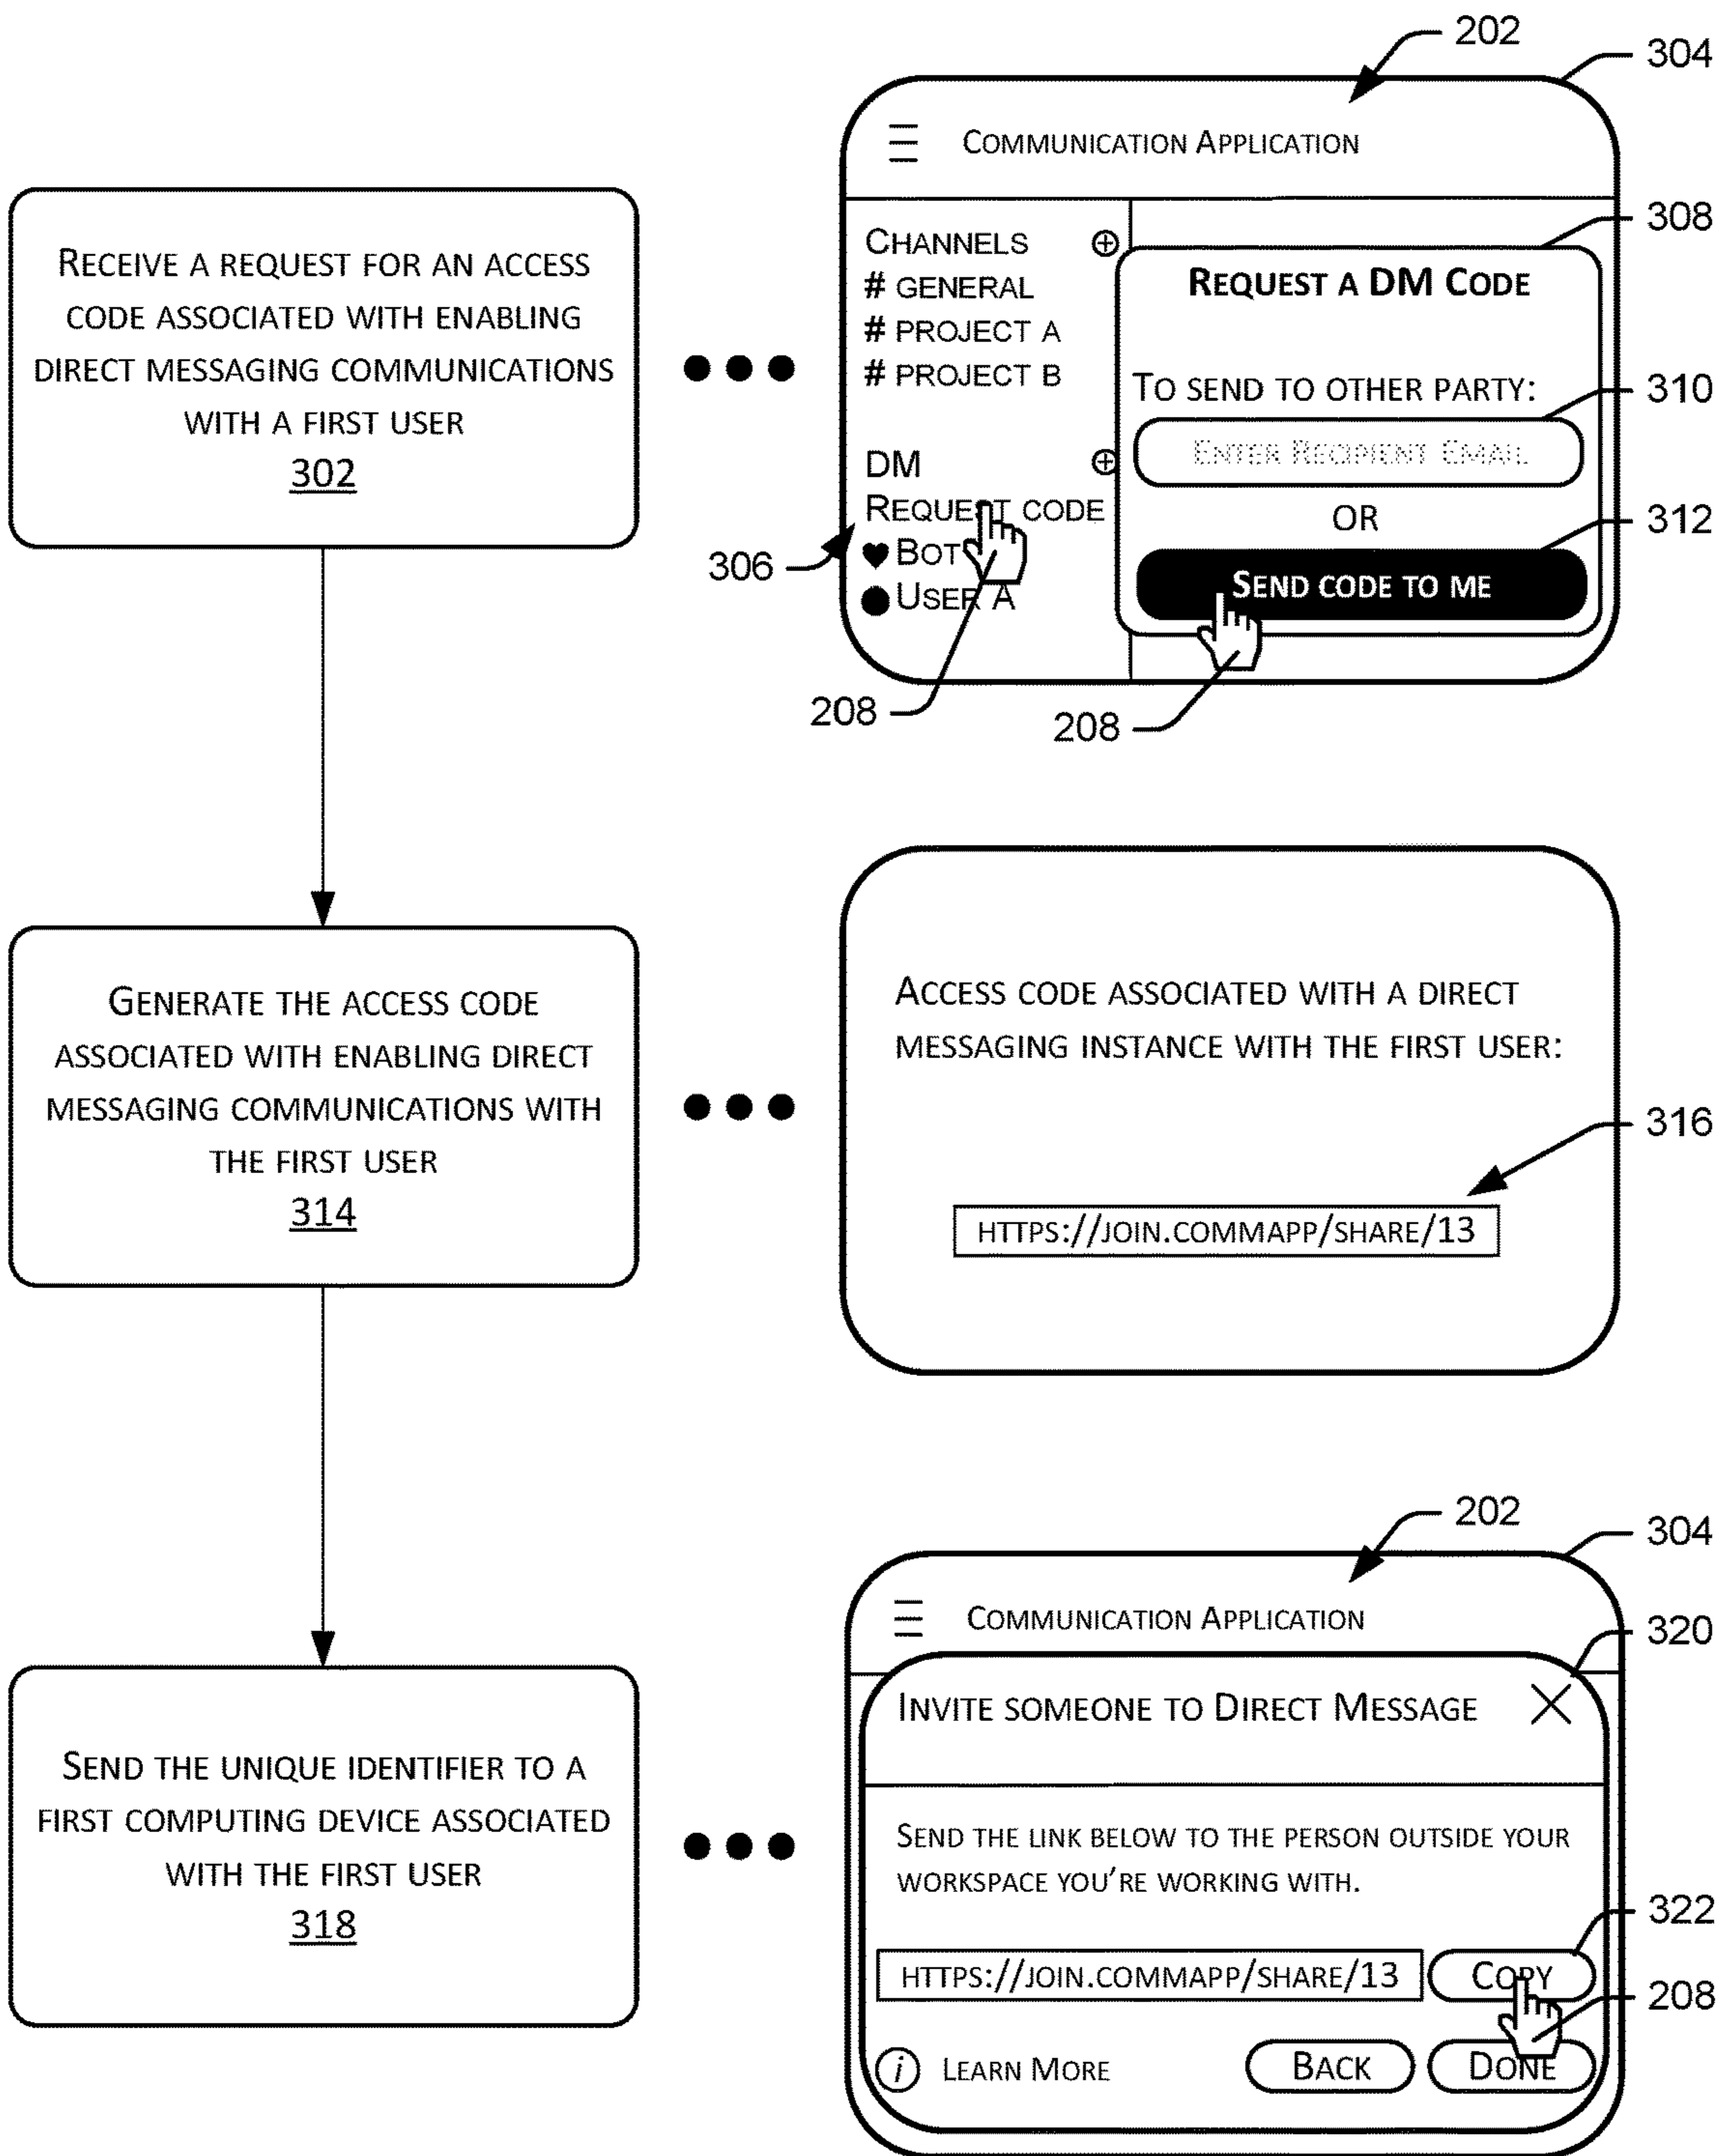 202
304
COMMUNICATION APPLICATION
RECEIVE A REQUEST FOR AN ACCESS
CODE ASSOCIATED WITH ENABLING
DIRECT MESSAGING COMMUNICATIONS
WITH A FIRST USER
302
CHANNELS
# GENERAL
# PROJECT A
# PROJECT B
DM
REQUEST CODE
BOT
USER A
306
308
REQUEST A DM CODE
TO SEND TO OTHER PARTY:
310
ENTER RECIPIENT EMAIL
OR
312
SEND CODE TO ME
208
208
GENERATE THE ACCESS CODE
ASSOCIATED WITH ENABLING DIRECT
MESSAGING COMMUNICATIONS WITH
THE FIRST USER
314
ACCESS CODE ASSOCIATED WITH A DIRECT
MESSAGING INSTANCE WITH THE FIRST USER:
316
HTTPS://JOIN.COMMAPP/SHARE/13
202
304
COMMUNICATION APPLICATION
320
SEND THE UNIQUE IDENTIFIER TO A
FIRST COMPUTING DEVICE ASSOCIATED
WITH THE FIRST USER
318
INVITE SOMEONE TO DIRECT MESSAGE
SEND THE LINK BELOW TO THE PERSON OUTSIDE YOUR
WORKSPACE YOU'RE WORKING WITH.
322
HTTPS://JOIN.COMMAPP/SHARE/13 COPY
208
i LEARN MORE BACK DONE